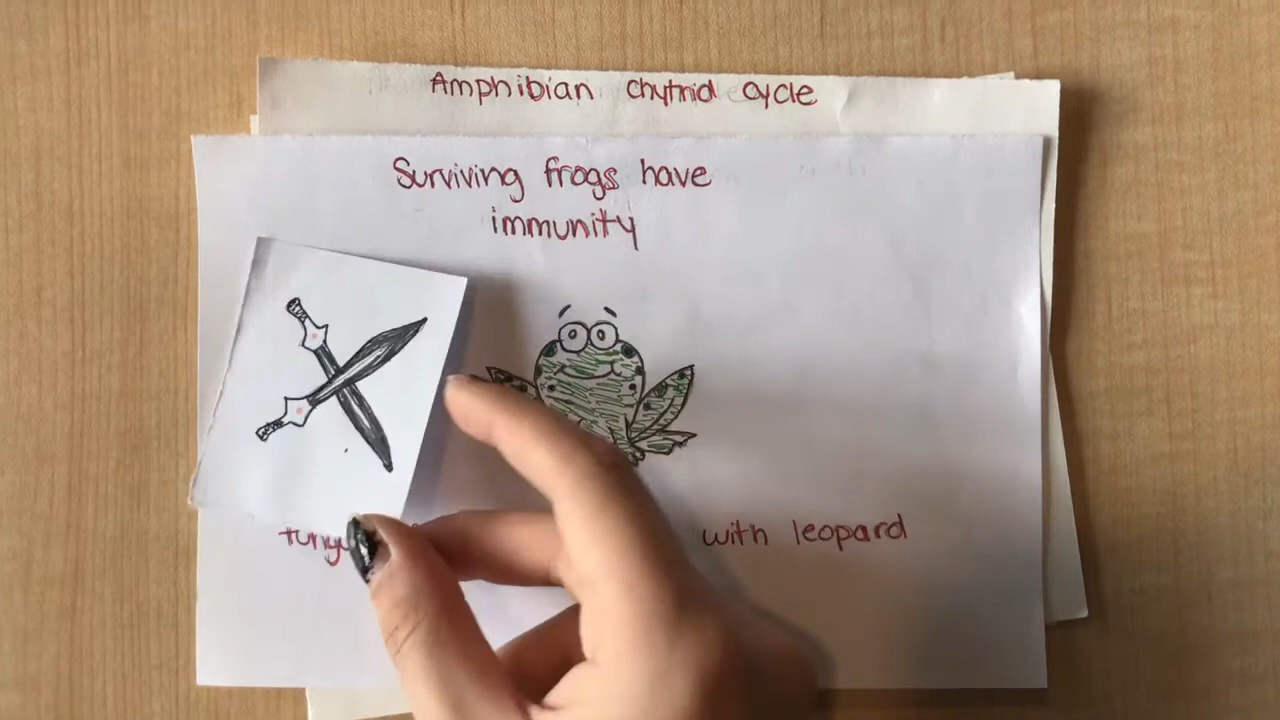 Amphibian chytrid cycle
Surviving frogs have
immunity
with leopard